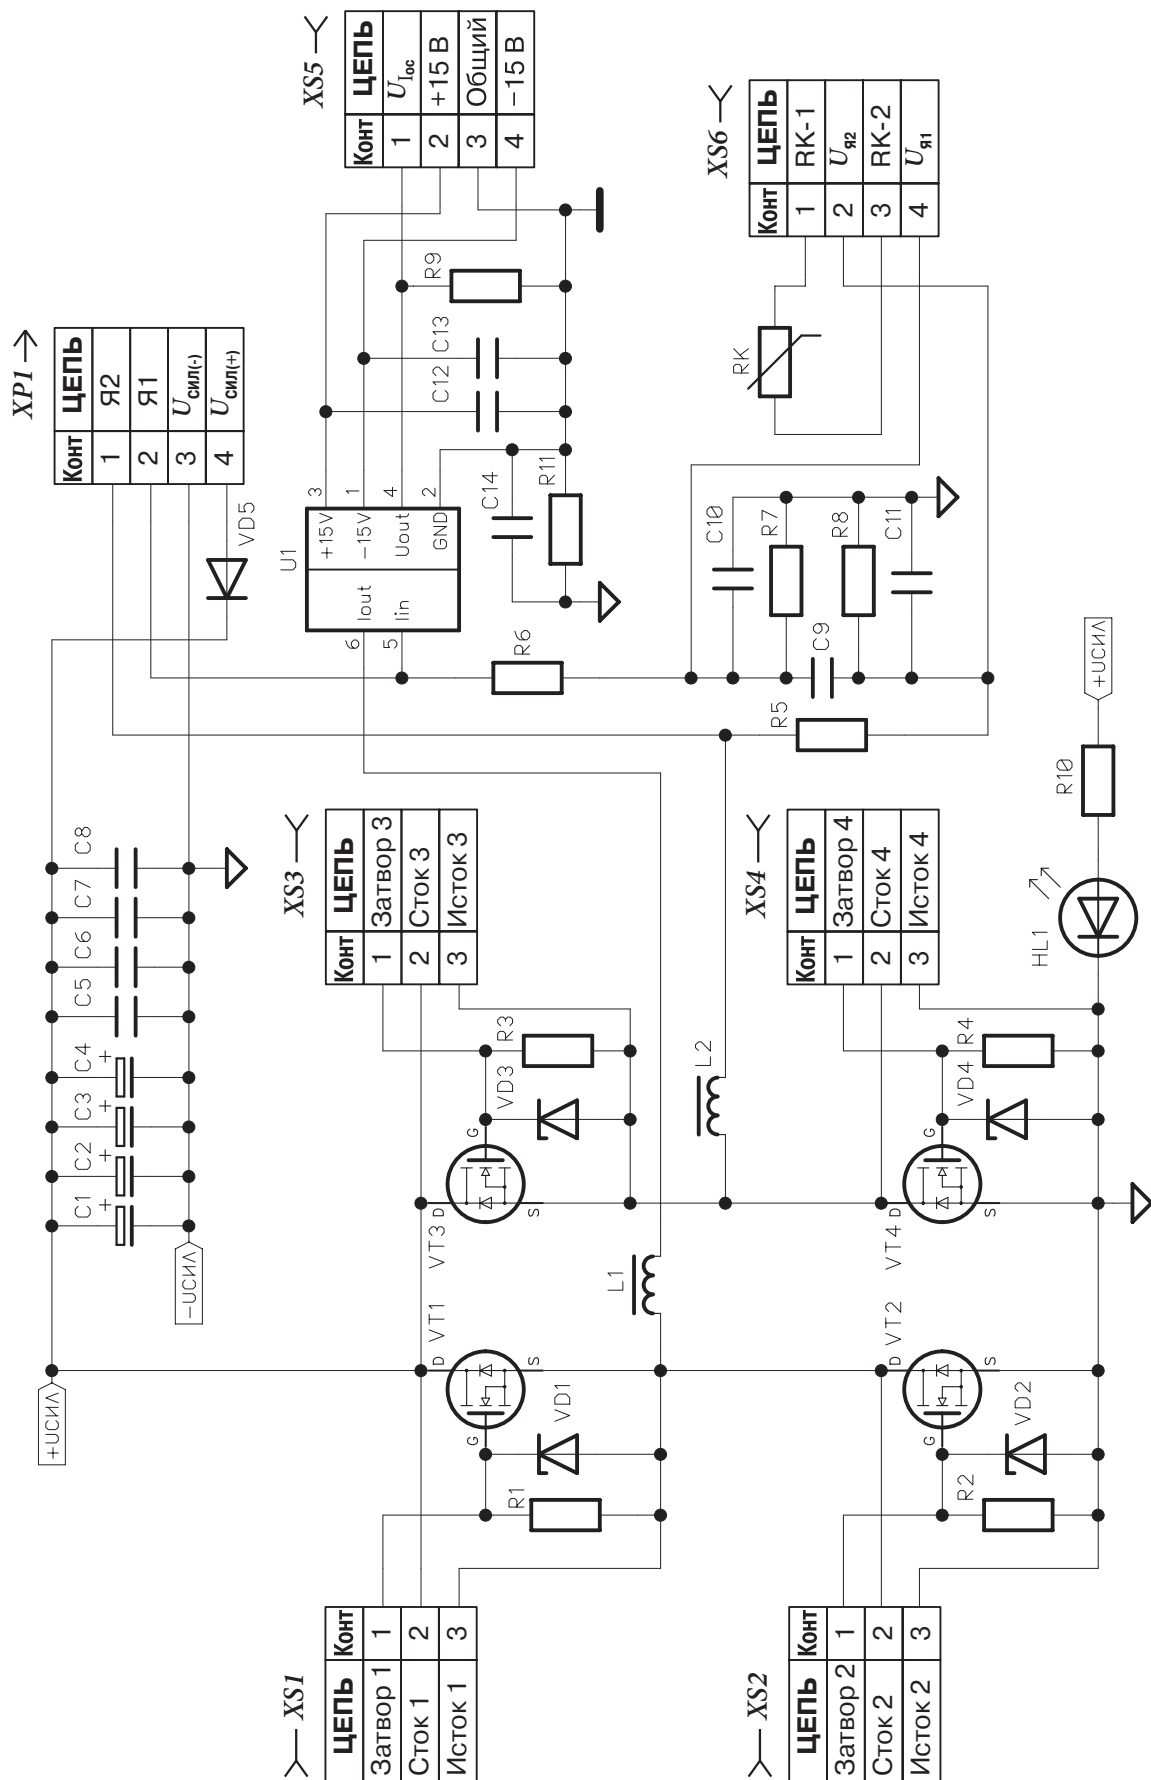 XS1
ЦЕПЬ Конт
Затвор 1 1
Сток 1 2
Исток 1 3
XS2
ЦЕПЬ Конт
Затвор 2 1
Сток 2 2
Исток 2 3
+UСИЛ
-UСИЛ
C1
+
C2
+
C3
+
C4
+
C5
C6
C7
C8
XP1
Конт ЦЕПЬ
1 Я2
2 Я1
3 UСИЛ(-)
4 UСИЛ(+)
VD5
XS5
Конт ЦЕПЬ
1 UIос
2 +15 В
3 Общий
4 -15 В
U1
6 Iout +15V 3
5 Iin -15V 1
Uout 4
GND 2
R9
C12
C13
C14
R11
R6
VT1
D
G
S
R1
VD1
L1
VT3
D
G
S
VD3
R3
XS3
Конт ЦЕПЬ
1 Затвор 3
2 Сток 3
3 Исток 3
L2
R5
C9
C10
R7
R8
C11
RK
XS6
Конт ЦЕПЬ
1 RK-1
2 UЯ2
3 RK-2
4 UЯ1
VT2
D
G
S
R2
VD2
VT4
D
G
S
VD4
R4
XS4
Конт ЦЕПЬ
1 Затвор 4
2 Сток 4
3 Исток 4
HL1
R10
+UСИЛ